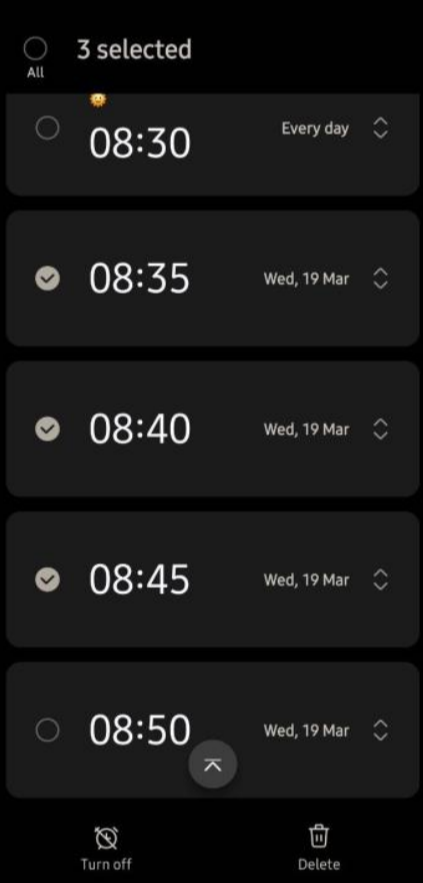 3 selected
All
Every day
08:30
08:35 Wed, 19 Mar
08:40 Wed, 19 Mar
08:45 Wed, 19 Mar
08:50 Wed, 19 Mar
Turn off Delete